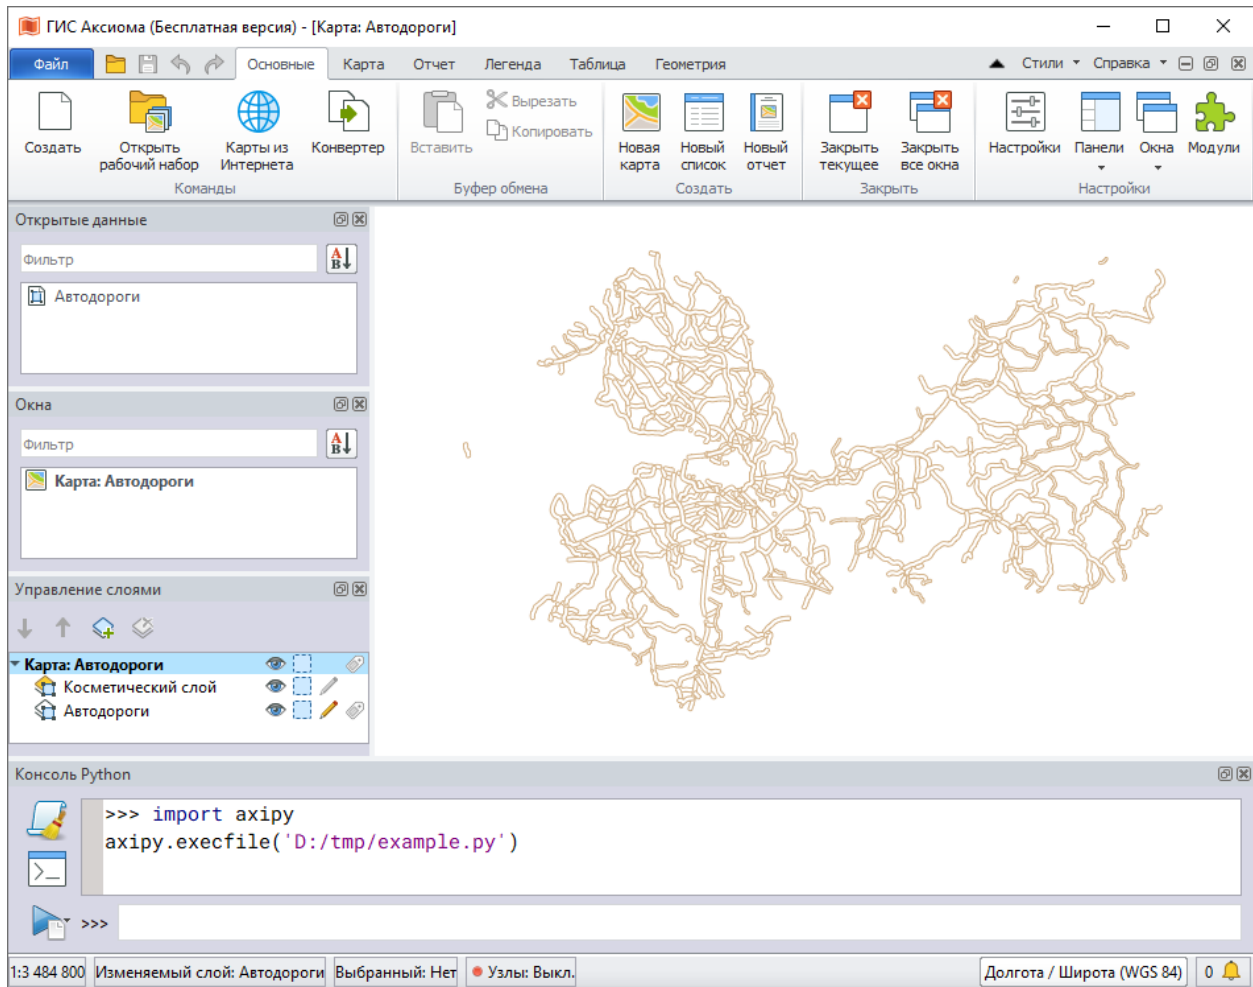 ГИС Аксиома (Бесплатная версия) - [Карта: Автодороги]
Файл Основные Карта Отчет Легенда Таблица Геометрия Стили Справка
Создать Открыть рабочий набор Карты из Интернета Конвертер
Команды
Вставить Вырезать Копировать
Буфер обмена
Новая карта Новый список Новый отчет
Создать
Закрыть текущее Закрыть все окна
Закрыть
Настройки Панели Окна Модули
Настройки
Открытые данные
Фильтр
Автодороги
Окна
Фильтр
Карта: Автодороги
Управление слоями
Карта: Автодороги
Косметический слой
Автодороги
Консоль Python
>>> import axipy
axipy.execfile('D:/tmp/example.py')
>>>
1:3 484 800 Изменяемый слой: Автодороги Выбранный: Нет Узлы: Выкл. Долгота / Широта (WGS 84) 0